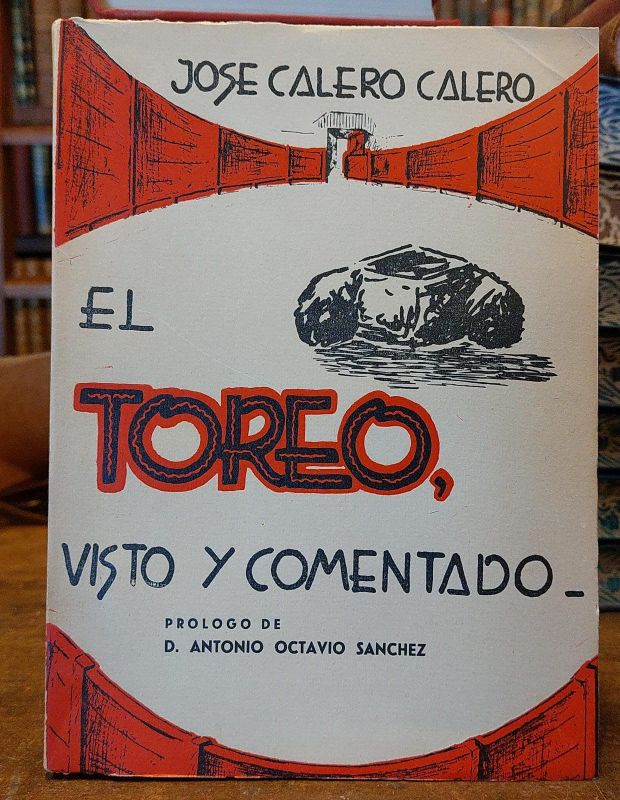 JOSE CALERO CALERO
EL
TOREO,
VISTO Y COMENTADO_
PROLOGO DE
D. ANTONIO OCTAVIO SANCHEZ